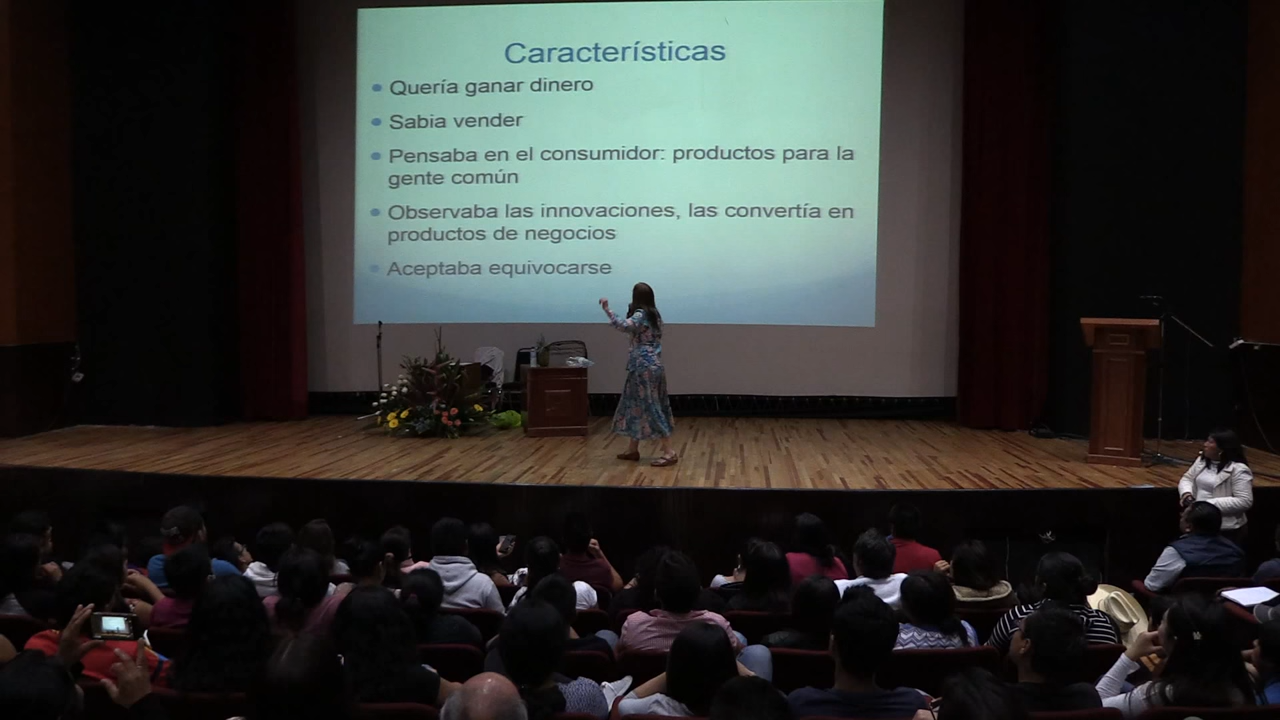 Características
Quería ganar dinero
Sabia vender
Pensaba en el consumidor: productos para la
gente común
Observaba las innovaciones, las convertía en
productos de negocios
Aceptaba equivocarse